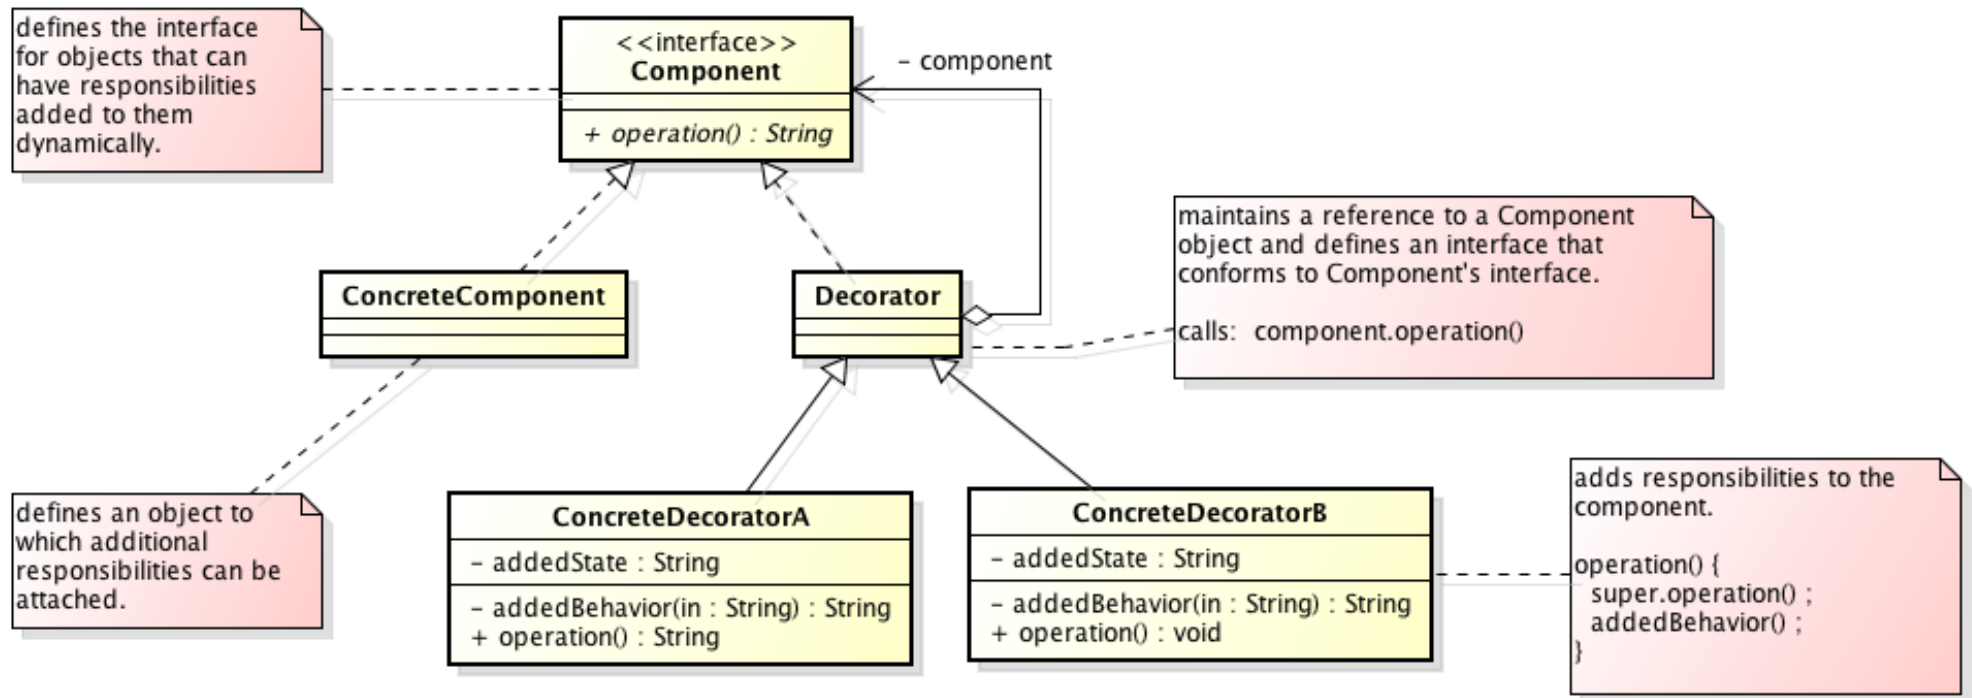 defines the interface
for objects that can
have responsibilities
added to them
dynamically.
<<interface>>
Component
+ operation() : String
– component
maintains a reference to a Component
object and defines an interface that
conforms to Component's interface.
calls:  component.operation()
ConcreteComponent
Decorator
defines an object to
which additional
responsibilities can be
attached.
ConcreteDecoratorA
– addedState : String
– addedBehavior(in : String) : String
+ operation() : String
ConcreteDecoratorB
– addedState : String
– addedBehavior(in : String) : String
+ operation() : void
adds responsibilities to the
component.
operation() {
super.operation() ;
addedBehavior() ;
}